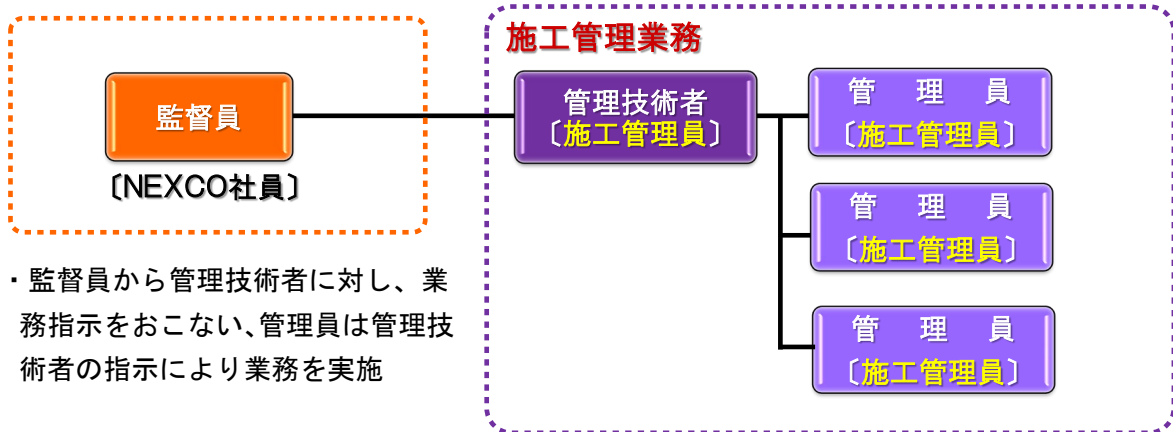 施工管理業務
監督員
〔NEXCO社員〕
管理技術者
〔施工管理員〕
管　理　員
〔施工管理員〕
管　理　員
〔施工管理員〕
管　理　員
〔施工管理員〕
・監督員から管理技術者に対し、業
務指示をおこない、管理員は管理技
術者の指示により業務を実施